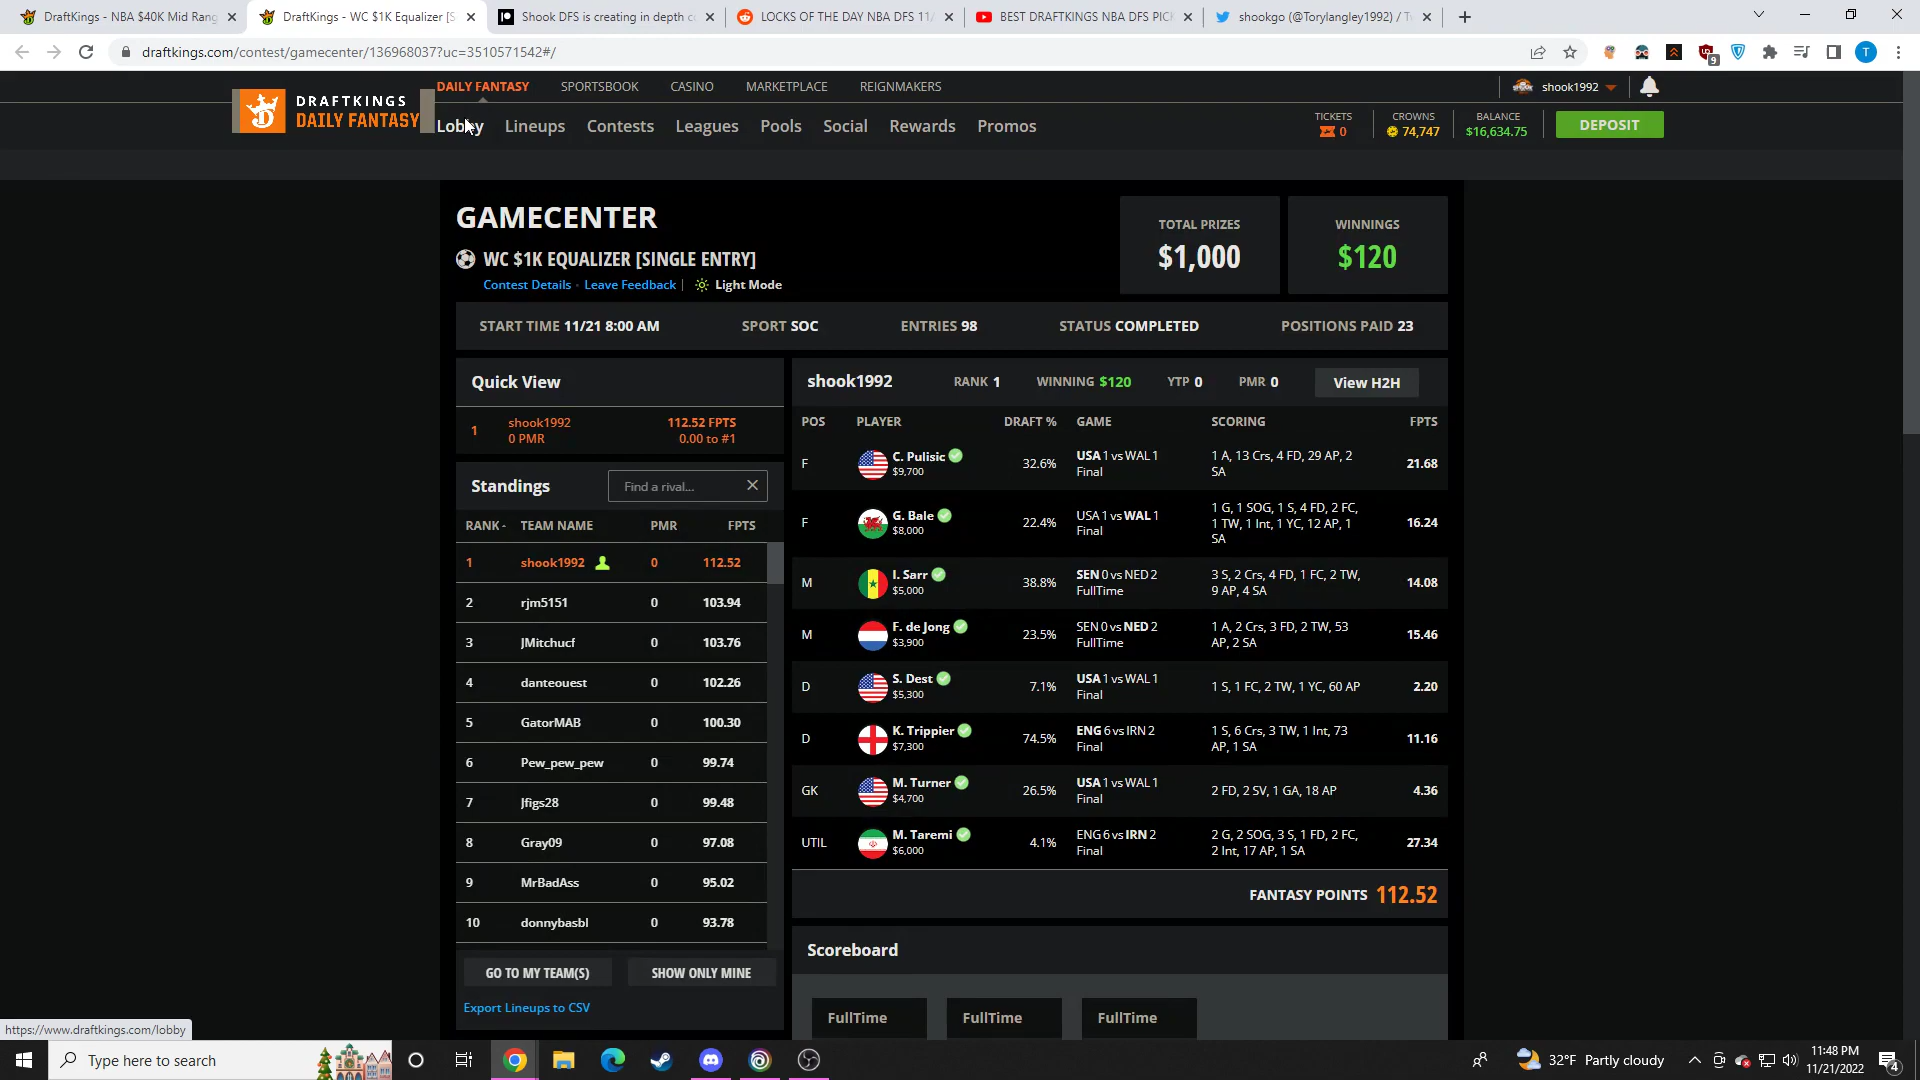 DraftKings - NBA $40K Mid Rang
DraftKings - WC $1K Equalizer [S
Shook DFS is creating in depth c
LOCKS OF THE DAY NBA DFS 11/
BEST DRAFTKINGS NBA DFS PICK
shookgo (@Torylangley1992) / T
draftkings.com/contest/gamecenter/136968037?uc=3510571542#/
9
T
DRAFTKINGS
DAILY FANTASY
DAILY FANTASY SPORTSBOOK CASINO MARKETPLACE REIGNMAKERS
shook1992
Lobby Lineups Contests Leagues Pools Social Rewards Promos
TICKETS
0
CROWNS
74,747
BALANCE
$16,634.75
DEPOSIT
GAMECENTER
WC $1K EQUALIZER [SINGLE ENTRY]
Contest Details - Leave Feedback | Light Mode
TOTAL PRIZES
$1,000
WINNINGS
$120
START TIME 11/21 8:00 AM SPORT SOC ENTRIES 98 STATUS COMPLETED POSITIONS PAID 23
Quick View
1 shook1992 112.52 FPTS
0 PMR 0.00 to #1
Standings Find a rival...
RANK TEAM NAME PMR FPTS
1 shook1992 0 112.52
2 rjm5151 0 103.94
3 JMitchucf 0 103.76
4 danteouest 0 102.26
5 GatorMAB 0 100.30
6 Pew_pew_pew 0 99.74
7 Jfigs28 0 99.48
8 Gray09 0 97.08
9 MrBadAss 0 95.02
10 donnybasbl 0 93.78
GO TO MY TEAM(S) SHOW ONLY MINE
Export Lineups to CSV
shook1992 RANK 1 WINNING $120 YTP 0 PMR 0 View H2H
POS PLAYER DRAFT % GAME SCORING FPTS
F C. Pulisic $9,700 32.6% USA 1 vs WAL 1 Final 1 A, 13 Crs, 4 FD, 29 AP, 2 SA 21.68
F G. Bale $8,000 22.4% USA 1 vs WAL 1 Final 1 G, 1 SOG, 1 S, 4 FD, 2 FC, 1 TW, 1 Int, 1 YC, 12 AP, 1 SA 16.24
M I. Sarr $5,000 38.8% SEN 0 vs NED 2 FullTime 3 S, 2 Crs, 4 FD, 1 FC, 2 TW, 9 AP, 4 SA 14.08
M F. de Jong $3,900 23.5% SEN 0 vs NED 2 FullTime 1 A, 2 Crs, 3 FD, 2 TW, 53 AP, 2 SA 15.46
D S. Dest $5,300 7.1% USA 1 vs WAL 1 Final 1 S, 1 FC, 2 TW, 1 YC, 60 AP 2.20
D K. Trippier $7,300 74.5% ENG 6 vs IRN 2 Final 1 S, 6 Crs, 3 TW, 1 Int, 73 AP, 1 SA 11.16
GK M. Turner $4,700 26.5% USA 1 vs WAL 1 Final 2 FD, 2 SV, 1 GA, 18 AP 4.36
UTIL M. Taremi $6,000 4.1% ENG 6 vs IRN 2 Final 2 G, 2 SOG, 3 S, 1 FD, 2 FC, 2 Int, 17 AP, 1 SA 27.34
FANTASY POINTS 112.52
Scoreboard
FullTime FullTime FullTime
https://www.draftkings.com/lobby
Type here to search
32°F Partly cloudy
11:48 PM
11/21/2022
4